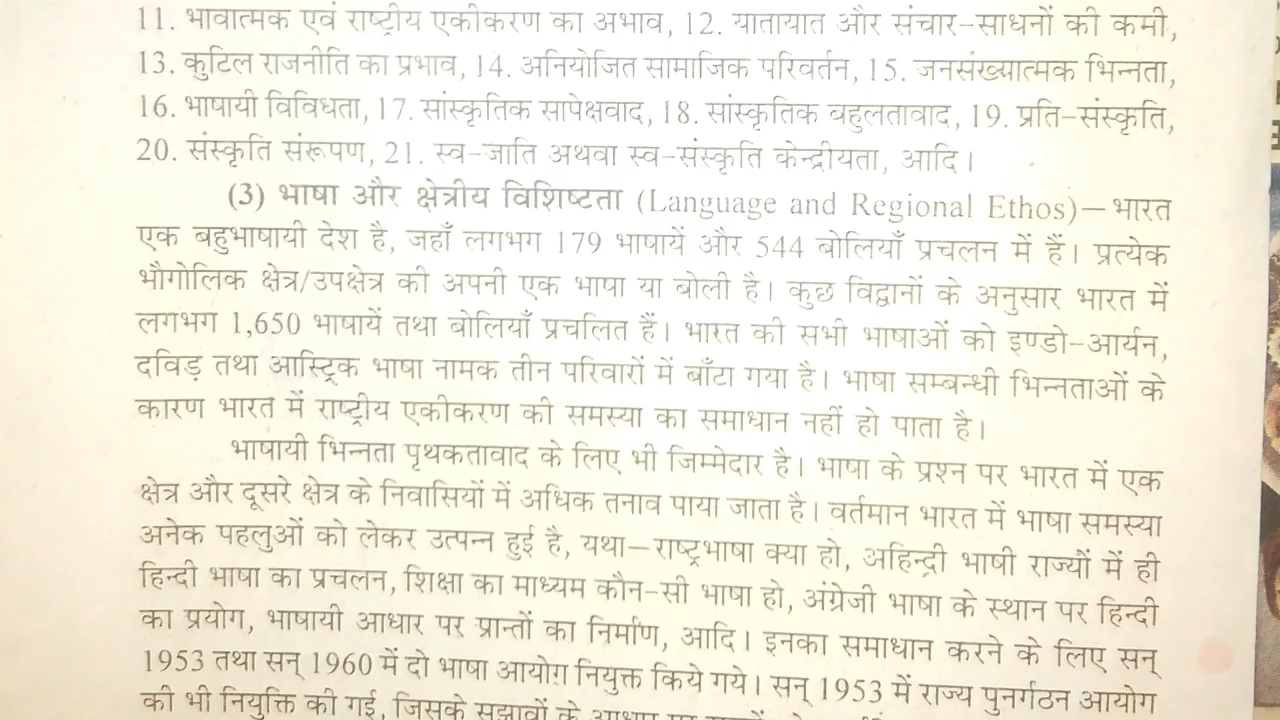 11. भावात्मक एवं राष्ट्रीय एकीकरण का अभाव, 12. यातायात और संचार-साधनों की कमी,
13. कुटिल राजनीति का प्रभाव, 14. अनियोजित सामाजिक परिवर्तन, 15. जनसंख्यात्मक भिन्नता,
16. भाषायी विविधता, 17. सांस्कृतिक सापेक्षवाद, 18. सांस्कृतिक बहुलतावाद, 19. प्रति-संस्कृति,
20. संस्कृति संरूपण, 21. स्व-जाति अथवा स्व-संस्कृति केन्द्रीयता, आदि।
(3) भाषा और क्षेत्रीय विशिष्टता (Language and Regional Ethos)—भारत
एक बहुभाषायी देश है, जहाँ लगभग 179 भाषायें और 544 बोलियाँ प्रचलन में हैं। प्रत्येक
भौगोलिक क्षेत्र/उपक्षेत्र की अपनी एक भाषा या बोली है। कुछ विद्वानों के अनुसार भारत में
लगभग 1,650 भाषायें तथा बोलियाँ प्रचलित हैं। भारत की सभी भाषाओं को इण्डो-आर्यन,
दविड़ तथा आस्ट्रिक भाषा नामक तीन परिवारों में बाँटा गया है। भाषा सम्बन्धी भिन्नताओं के
कारण भारत में राष्ट्रीय एकीकरण की समस्या का समाधान नहीं हो पाता है।
भाषायी भिन्नता पृथकतावाद के लिए भी जिम्मेदार है। भाषा के प्रश्न पर भारत में एक
क्षेत्र और दूसरे क्षेत्र के निवासियों में अधिक तनाव पाया जाता है। वर्तमान भारत में भाषा समस्या
अनेक पहलुओं को लेकर उत्पन्न हुई है, यथा—राष्ट्रभाषा क्या हो, अहिन्दी भाषी राज्यों में ही
हिन्दी भाषा का प्रचलन, शिक्षा का माध्यम कौन-सी भाषा हो, अंग्रेजी भाषा के स्थान पर हिन्दी
का प्रयोग, भाषायी आधार पर प्रान्तों का निर्माण, आदि। इनका समाधान करने के लिए सन्
1953 तथा सन् 1960 में दो भाषा आयोग नियुक्त किये गये। सन् 1953 में राज्य पुनर्गठन आयोग
की भी नियुक्ति की गई, जिसके सुझावों के आधार पर